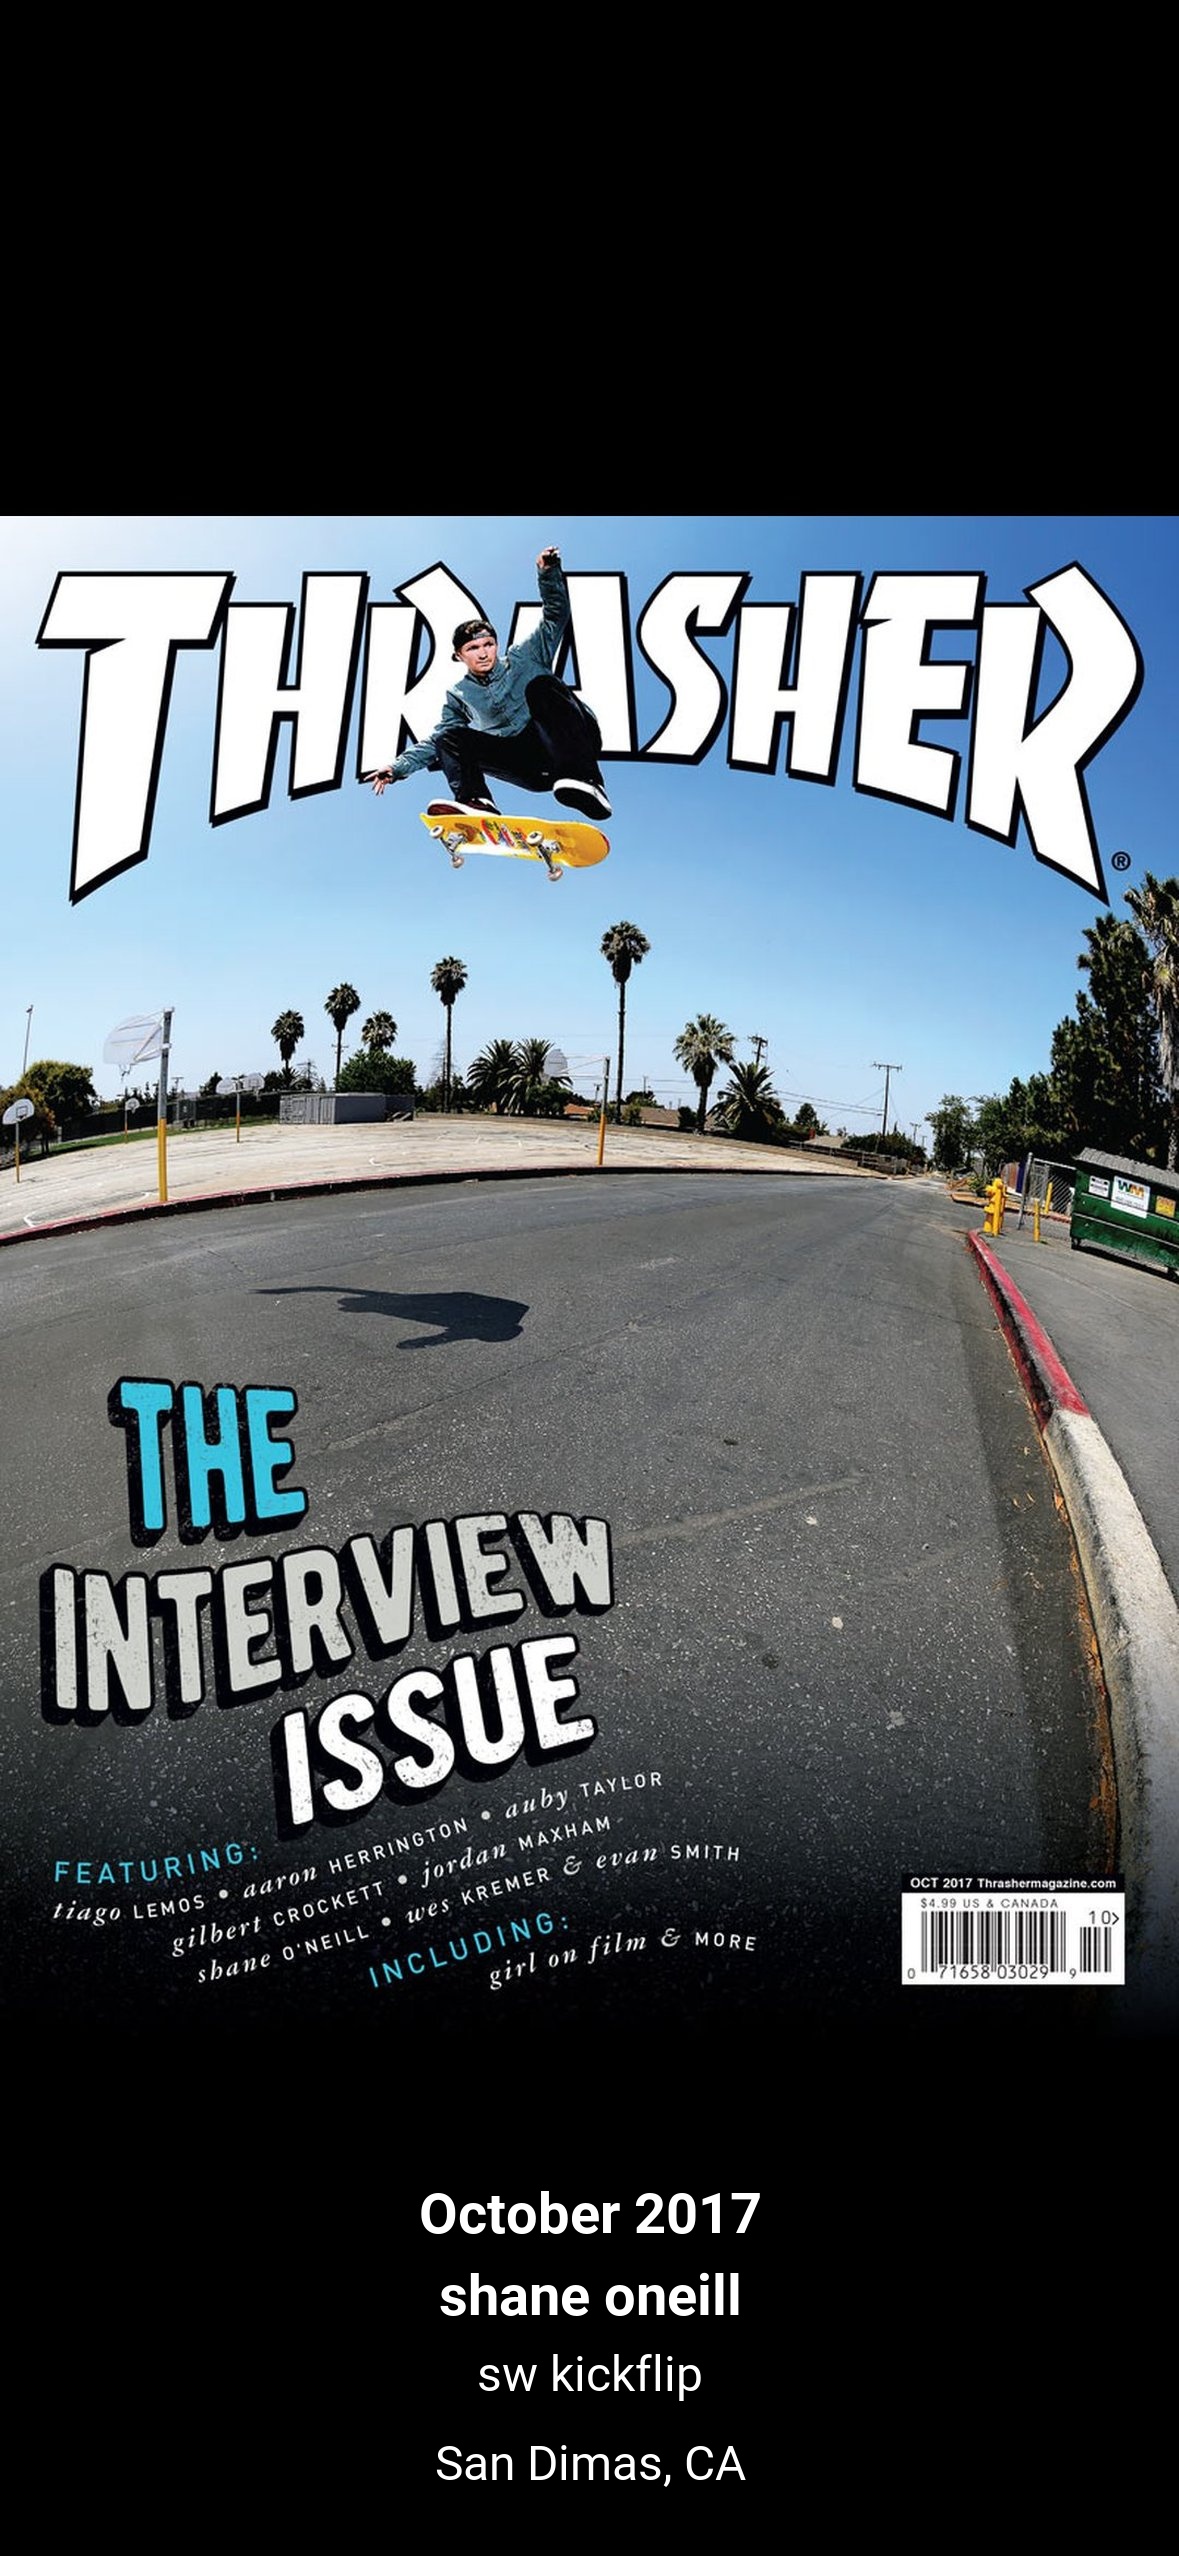 THRASHER®
WM
THE
INTERVIEW
ISSUE
FEATURING:
tiago LEMOS • aaron HERRINGTON • auby TAYLOR
gilbert CROCKETT • jordan MAXHAM
shane O'NEILL • wes KREMER & evan SMITH
INCLUDING:
girl on film & MORE
OCT 2017 Thrashermagazine.com
$4.99 US & CANADA
10>
0 71658 03029 9
October 2017
shane oneill
sw kickflip
San Dimas, CA